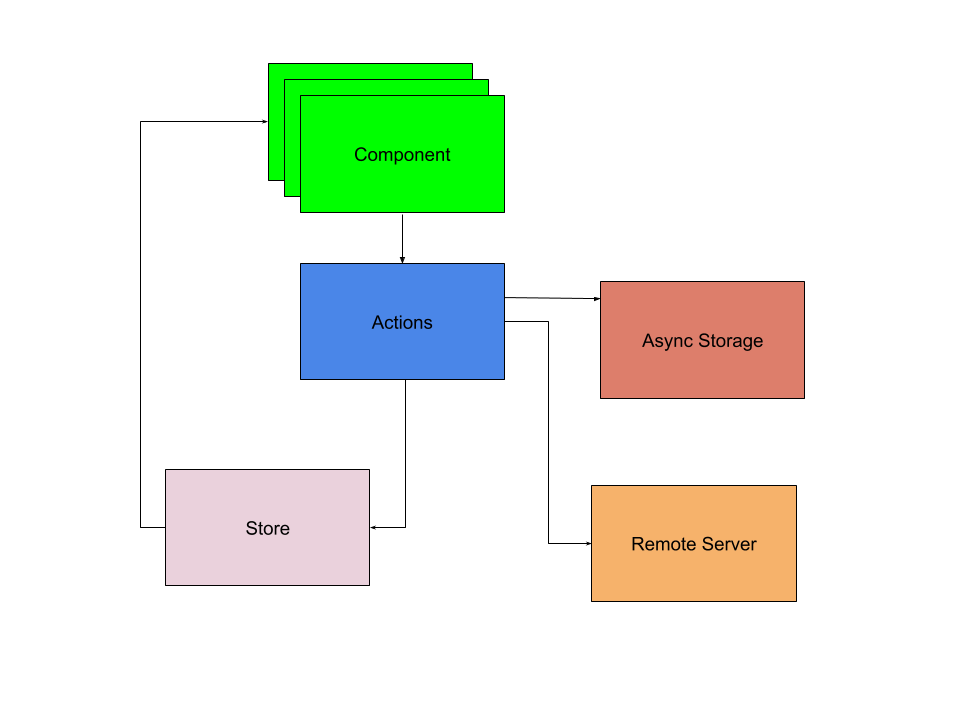 Component
Actions
Async Storage
Store
Remote Server